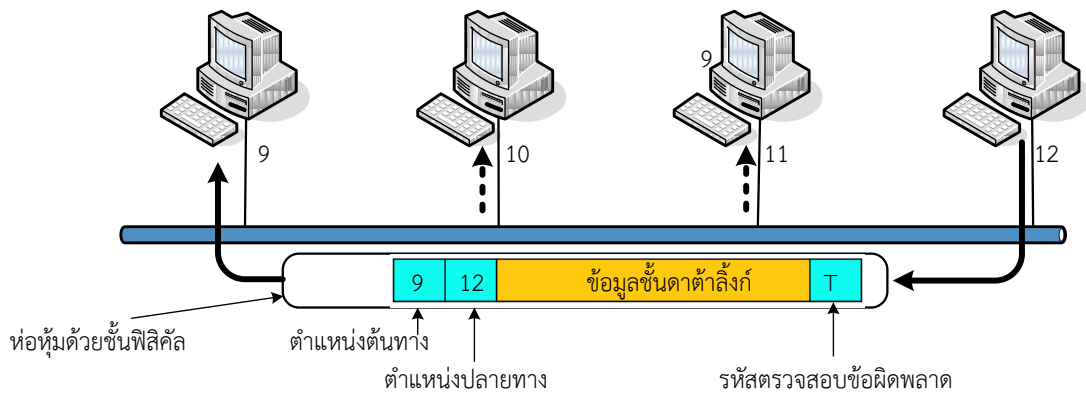 9
9
10
11
12
9 12 ข้อมูลชั้นดาต้าลิ้งก์ T
ห่อหุ้มด้วยชั้นฟิสิคัล
ตำแหน่งต้นทาง
ตำแหน่งปลายทาง
รหัสตรวจสอบข้อผิดพลาด